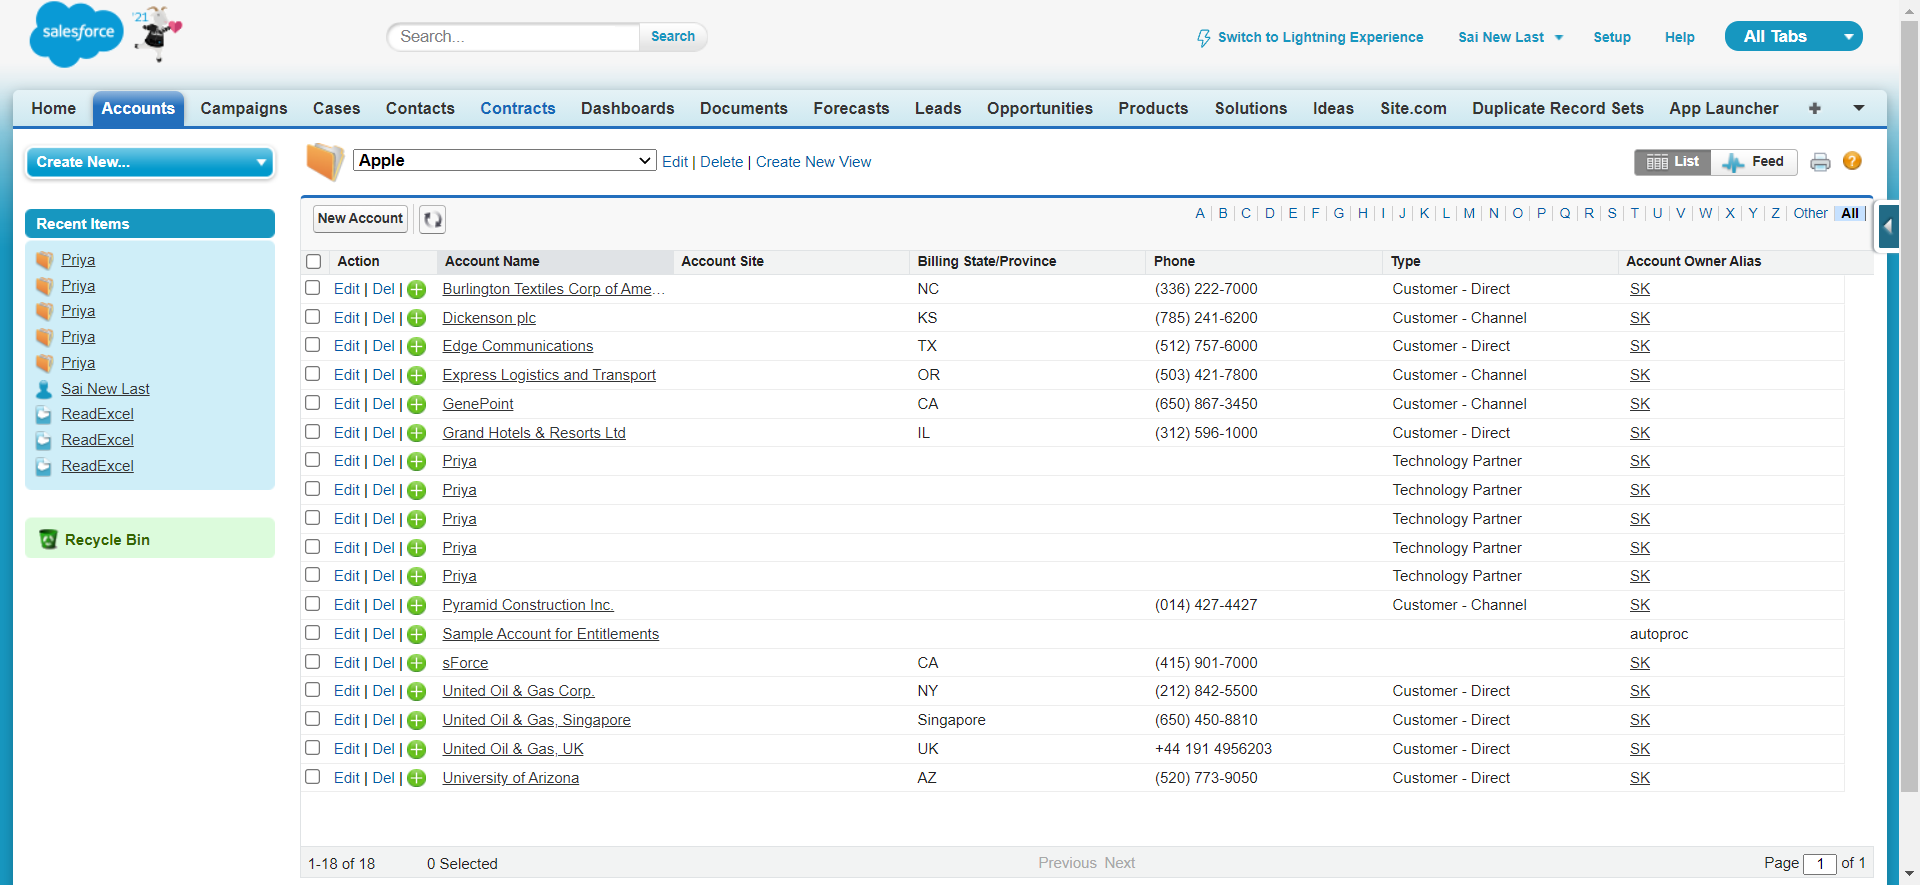 salesforce '21 Search... Search Switch to Lightning Experience Sai New Last Setup Help All Tabs
Home Accounts Campaigns Cases Contacts Contracts Dashboards Documents Forecasts Leads Opportunities Products Solutions Ideas Site.com Duplicate Record Sets App Launcher +
Create New...
Recent Items
Priya
Priya
Priya
Priya
Priya
Sai New Last
ReadExcel
ReadExcel
ReadExcel
Recycle Bin
Apple Edit | Delete | Create New View List Feed ?
New Account A | B | C | D | E | F | G | H | I | J | K | L | M | N | O | P | Q | R | S | T | U | V | W | X | Y | Z | Other | All |
Action Account Name Account Site Billing State/Province Phone Type Account Owner Alias
Edit | Del | Burlington Textiles Corp of Ame... NC (336) 222-7000 Customer - Direct SK
Edit | Del | Dickenson plc KS (785) 241-6200 Customer - Channel SK
Edit | Del | Edge Communications TX (512) 757-6000 Customer - Direct SK
Edit | Del | Express Logistics and Transport OR (503) 421-7800 Customer - Channel SK
Edit | Del | GenePoint CA (650) 867-3450 Customer - Channel SK
Edit | Del | Grand Hotels & Resorts Ltd IL (312) 596-1000 Customer - Direct SK
Edit | Del | Priya Technology Partner SK
Edit | Del | Priya Technology Partner SK
Edit | Del | Priya Technology Partner SK
Edit | Del | Priya Technology Partner SK
Edit | Del | Priya Technology Partner SK
Edit | Del | Pyramid Construction Inc. (014) 427-4427 Customer - Channel SK
Edit | Del | Sample Account for Entitlements autoproc
Edit | Del | sForce CA (415) 901-7000 SK
Edit | Del | United Oil & Gas Corp. NY (212) 842-5500 Customer - Direct SK
Edit | Del | United Oil & Gas, Singapore Singapore (650) 450-8810 Customer - Direct SK
Edit | Del | United Oil & Gas, UK UK +44 191 4956203 Customer - Direct SK
Edit | Del | University of Arizona AZ (520) 773-9050 Customer - Direct SK
1-18 of 18 0 Selected Previous Next Page 1 of 1